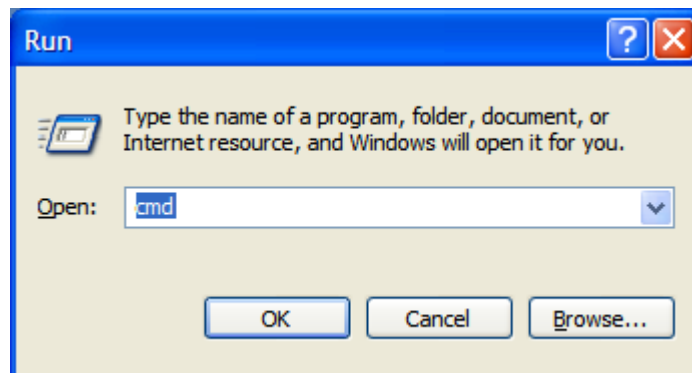 Run
Type the name of a program, folder, document, or
Internet resource, and Windows will open it for you.
Open: cmd
OK Cancel Browse...